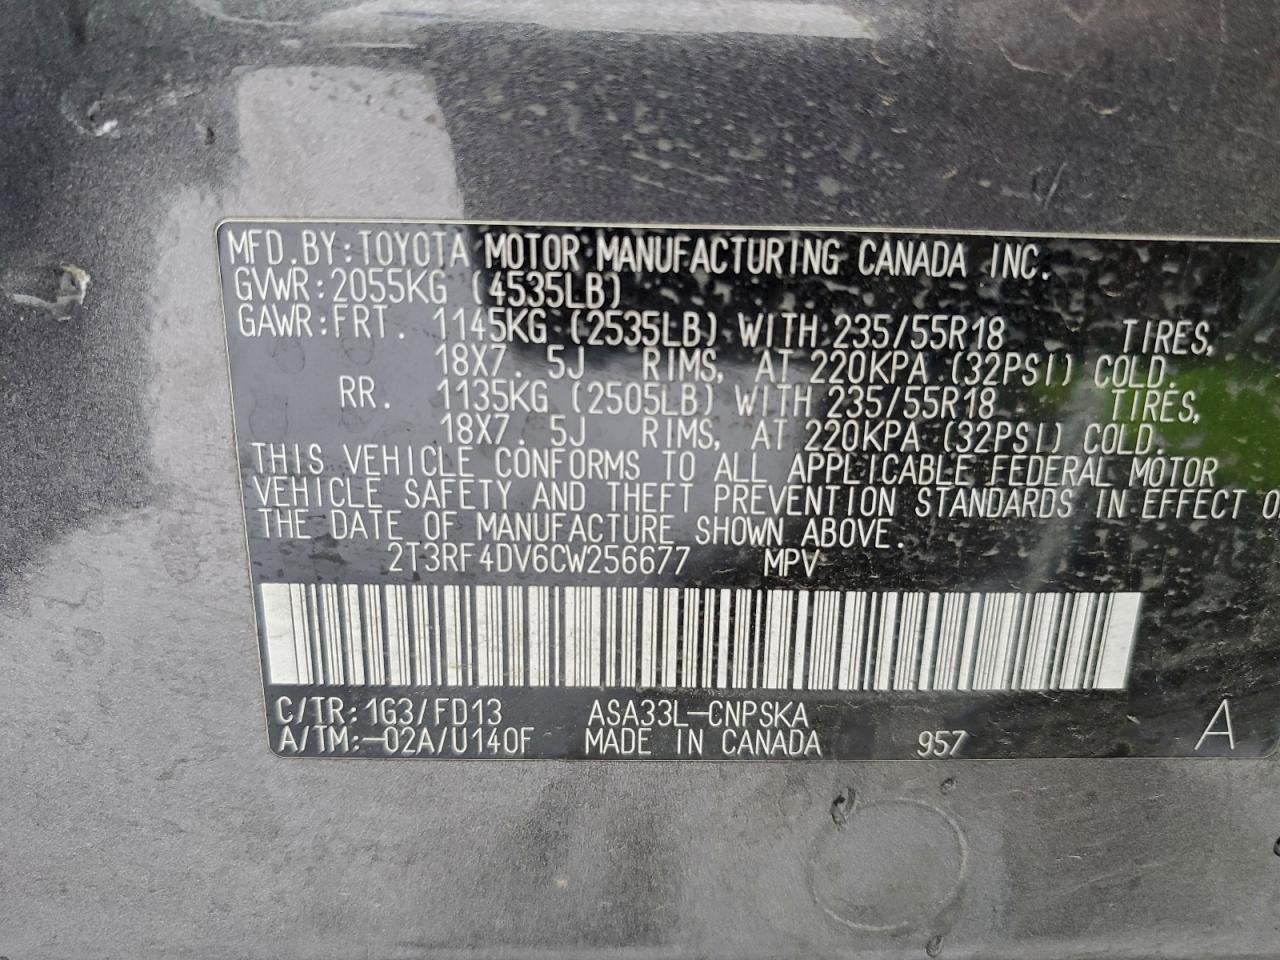 MFD.BY:TOYOTA MOTOR MANUFACTURING CANADA INC.
GVWR:2055KG (4535LB)
GAWR:FRT. 1145KG (2535LB) WITH 235/55R18 TIRES,
18X7.5J RIMS, AT 220KPA (32PSI) COLD.
RR. 1135KG (2505LB) WITH 235/55R18 TIRES,
18X7.5J RIMS, AT 220KPA (32PSI) COLD.
THIS VEHICLE CONFORMS TO ALL APPLICABLE FEDERAL MOTOR
VEHICLE SAFETY AND THEFT PREVENTION STANDARDS IN EFFECT
THE DATE OF MANUFACTURE SHOWN ABOVE.
2T3RF4DV6CW256677 MPV
C/TR:1G3/FD13 ASA33L-CNPSKA
A/TM:-02A/U140F MADE IN CANADA 957 A